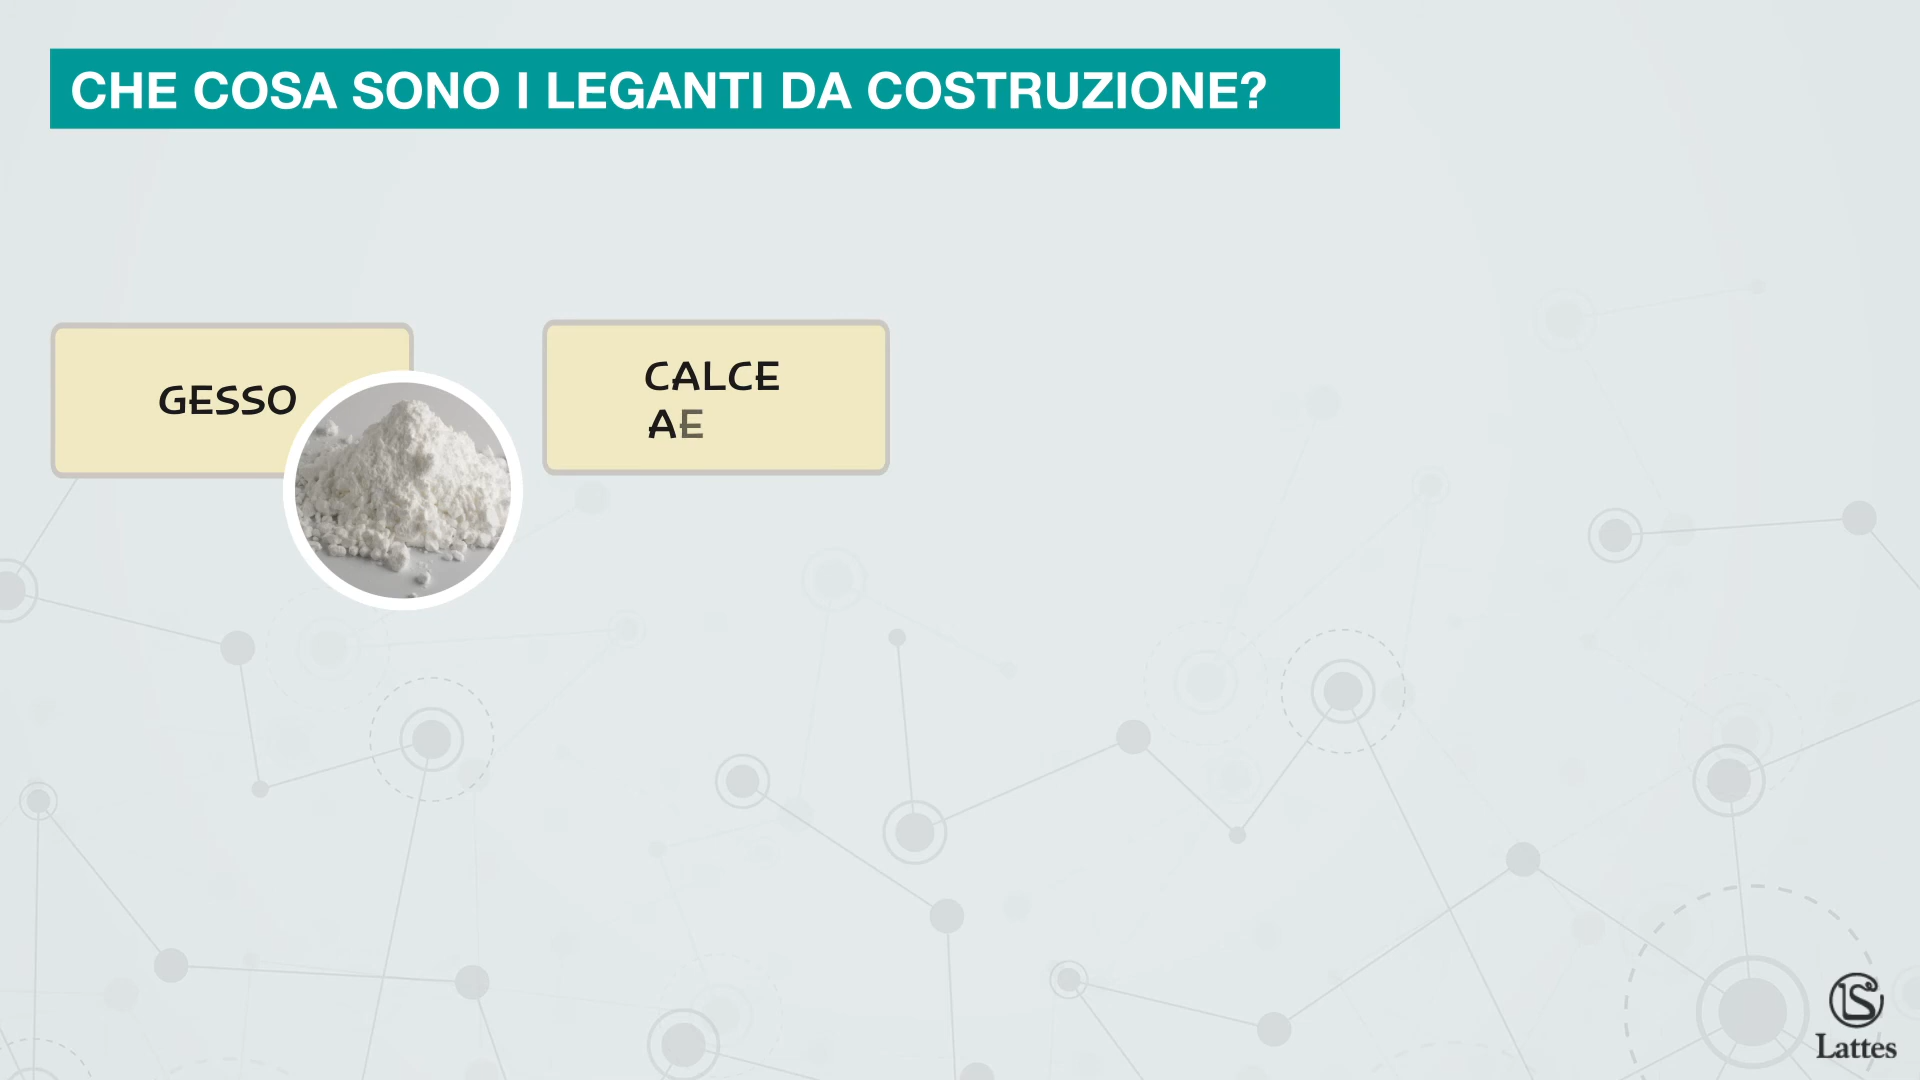 CHE COSA SONO I LEGANTI DA COSTRUZIONE?
GESSO
CALCE
AE
Lattes